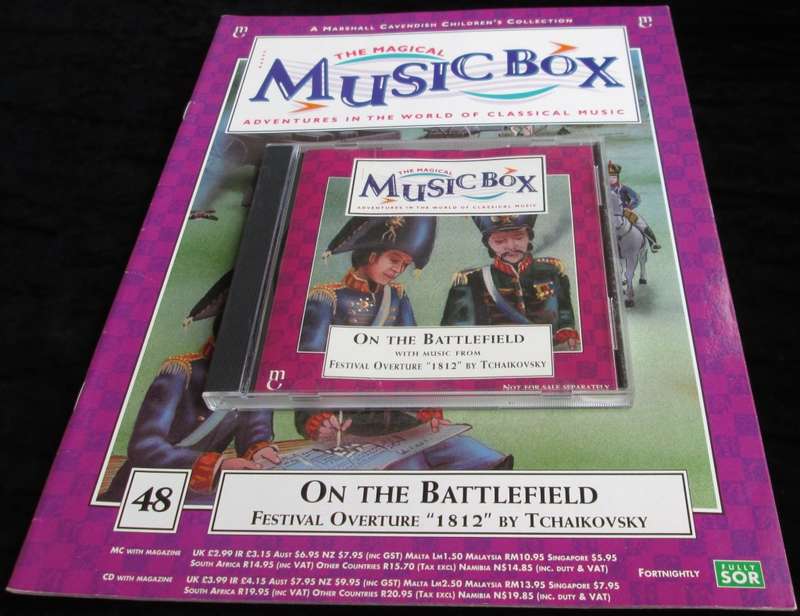 A MARSHALL CAVENDISH CHILDREN'S COLLECTION
mc
mc
THE MAGICAL
MUSIC BOX
ADVENTURES IN THE WORLD OF CLASSICAL MUSIC
THE MAGICAL
MUSIC BOX
ADVENTURES IN THE WORLD OF CLASSICAL MUSIC
ON THE BATTLEFIELD
WITH MUSIC FROM
FESTIVAL OVERTURE "1812" BY TCHAIKOVSKY
mc
NOT FOR SALE SEPARATELY
48
ON THE BATTLEFIELD
FESTIVAL OVERTURE "1812" BY TCHAIKOVSKY
MC WITH MAGAZINE UK £2.99 IR £3.15 AUST $6.95 NZ $7.95 (INC GST) MALTA LM1.50 MALAYSIA RM10.95 SINGAPORE $5.95
SOUTH AFRICA R14.95 (INC VAT) OTHER COUNTRIES R15.70 (TAX EXCL) NAMIBIA N$14.85 (INC. DUTY & VAT)
CD WITH MAGAZINE UK £3.99 IR £4.15 AUST $7.95 NZ $9.95 (INC GST) MALTA LM2.50 MALAYSIA RM13.95 SINGAPORE $7.95
SOUTH AFRICA R19.95 (INC VAT) OTHER COUNTRIES R20.95 (TAX EXCL) NAMIBIA N$19.85 (INC. DUTY & VAT)
FORTNIGHTLY
FULLY
SOR